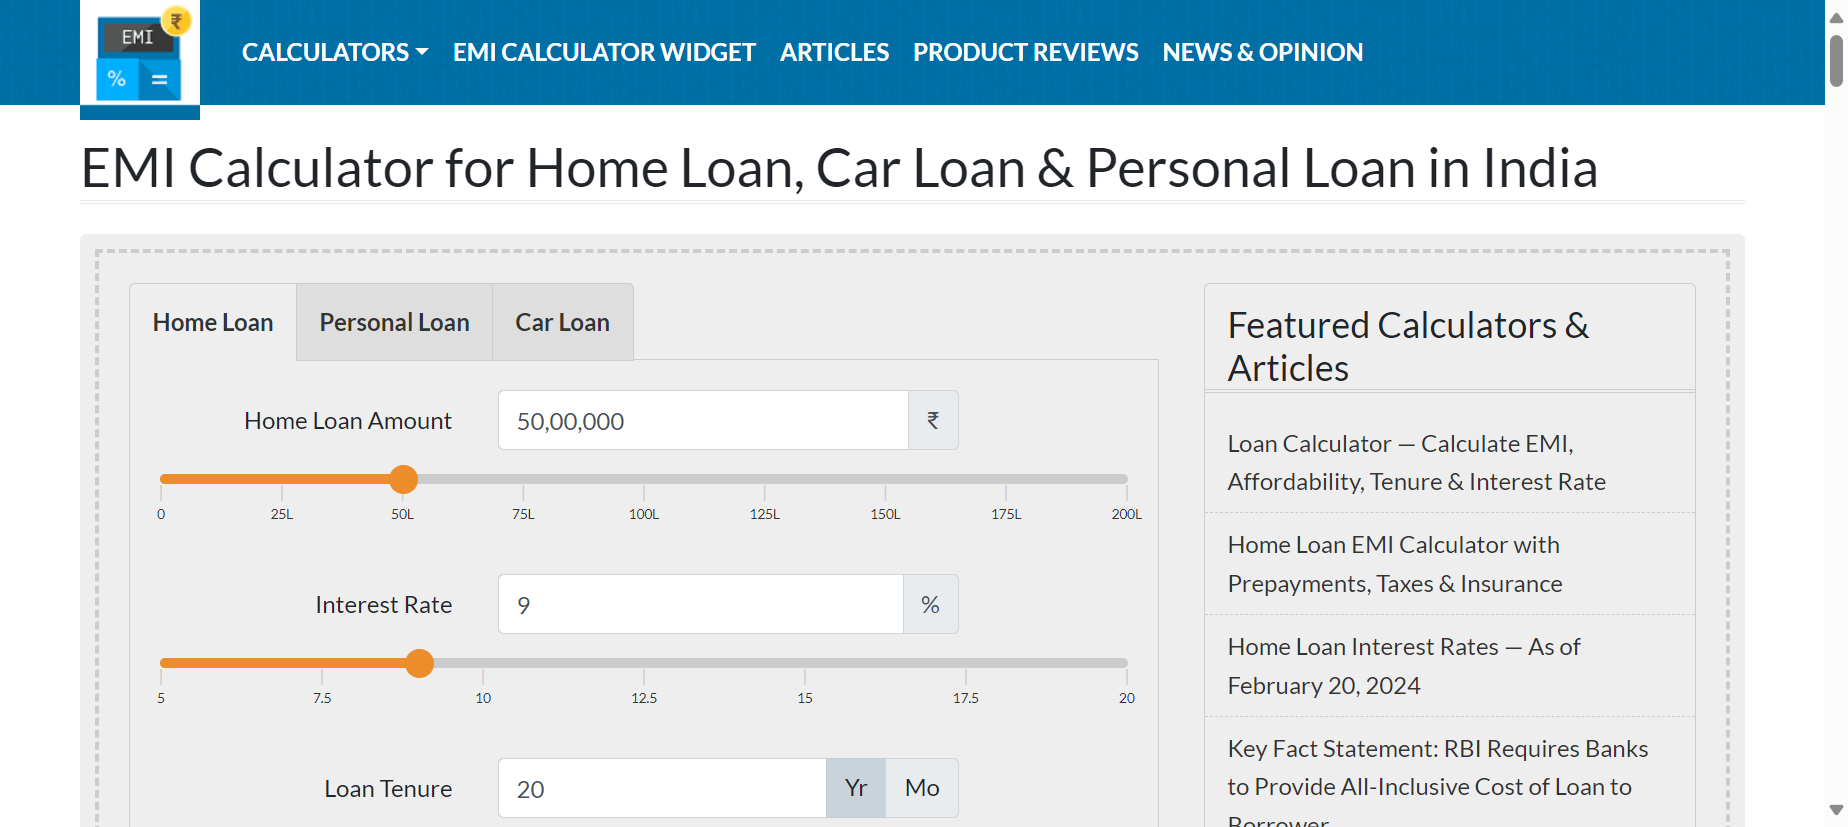 EMI
₹
%
=
CALCULATORS
EMI CALCULATOR WIDGET
ARTICLES
PRODUCT REVIEWS
NEWS & OPINION
EMI Calculator for Home Loan, Car Loan & Personal Loan in India
Home Loan
Personal Loan
Car Loan
Home Loan Amount
50,00,000
₹
0
25L
50L
75L
100L
125L
150L
175L
200L
Interest Rate
9
%
5
7.5
10
12.5
15
17.5
20
Loan Tenure
20
Yr
Mo
Featured Calculators &
Articles
Loan Calculator — Calculate EMI,
Affordability, Tenure & Interest Rate
Home Loan EMI Calculator with
Prepayments, Taxes & Insurance
Home Loan Interest Rates — As of
February 20, 2024
Key Fact Statement: RBI Requires Banks
to Provide All-Inclusive Cost of Loan to
Borrower